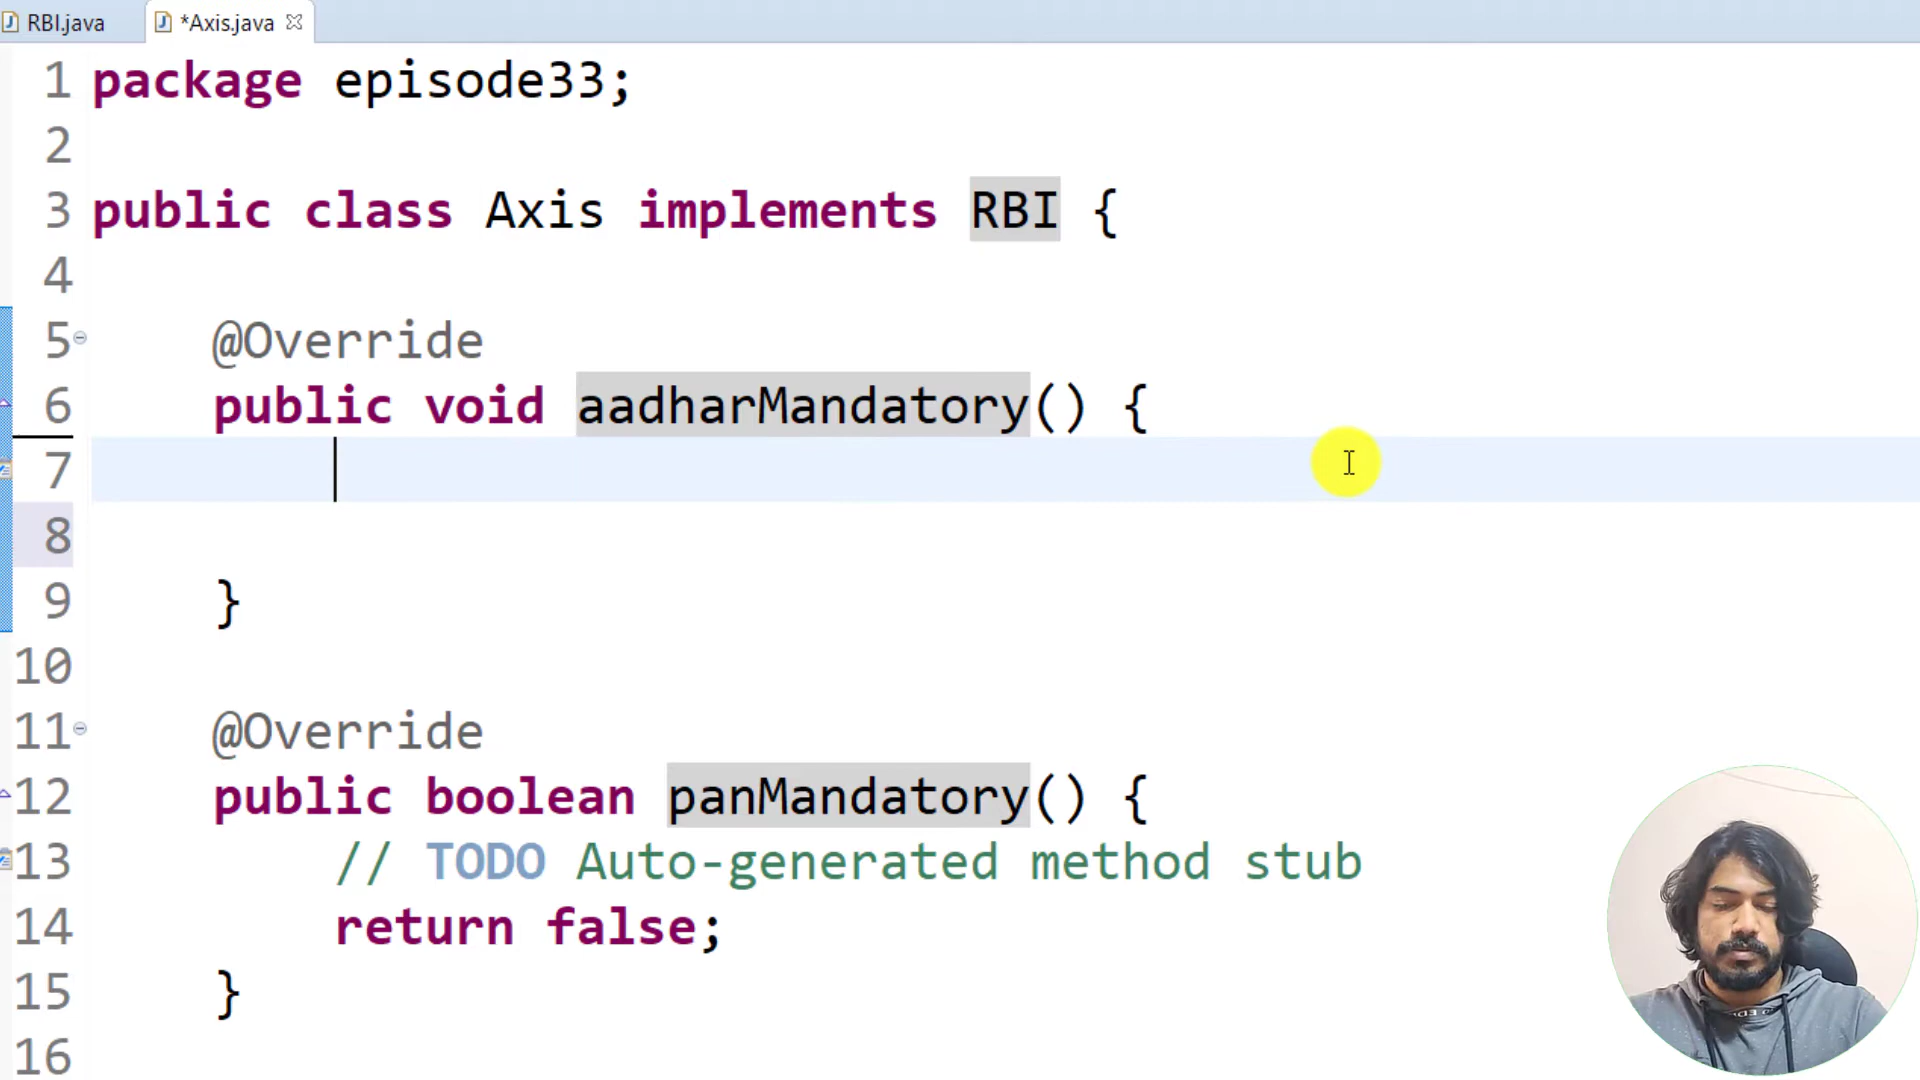 RBI.java *Axis.java
1 package episode33;
2
3 public class Axis implements RBI {
4
5 @Override
6 public void aadharMandatory() {
7
8
9 }
10
11 @Override
12 public boolean panMandatory() {
13 // TODO Auto-generated method stub
14 return false;
15 }
16